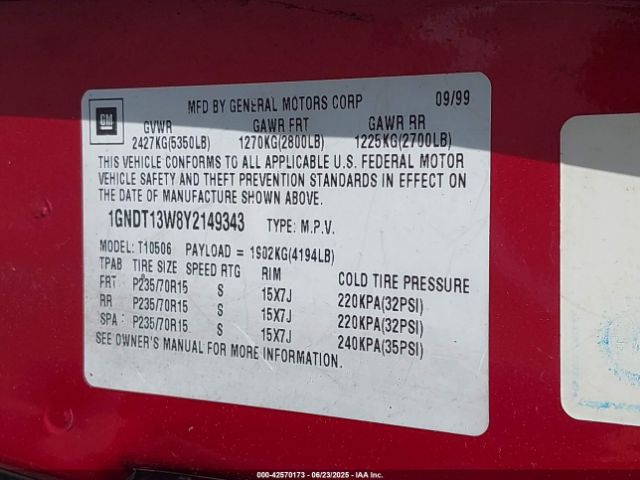 MFD BY GENERAL MOTORS CORP 09/99
GM
GVWR GAWR FRT GAWR RR
2427KG(5350LB) 1270KG(2800LB) 1225KG(2700LB)
THIS VEHICLE CONFORMS TO ALL APPLICABLE U.S. FEDERAL MOTOR
VEHICLE SAFETY AND THEFT PREVENTION STANDARDS IN EFFECT ON
THE DATE OF MANUFACTURE SHOWN ABOVE.
1GNDT13W8Y2149343 TYPE: M.P.V.
MODEL: T10506 PAYLOAD = 1902KG(4194LB)
TPAB TIRE SIZE SPEED RTG RIM COLD TIRE PRESSURE
FRT P235/70R15 S 15X7J 220KPA(32PSI)
RR P235/70R15 S 15X7J 220KPA(32PSI)
SPA: P235/70R15 S 15X7J 240KPA(35PSI)
SEE OWNER'S MANUAL FOR MORE INFORMATION.
000-42570173 - 06/23/2025 - IAA Inc.